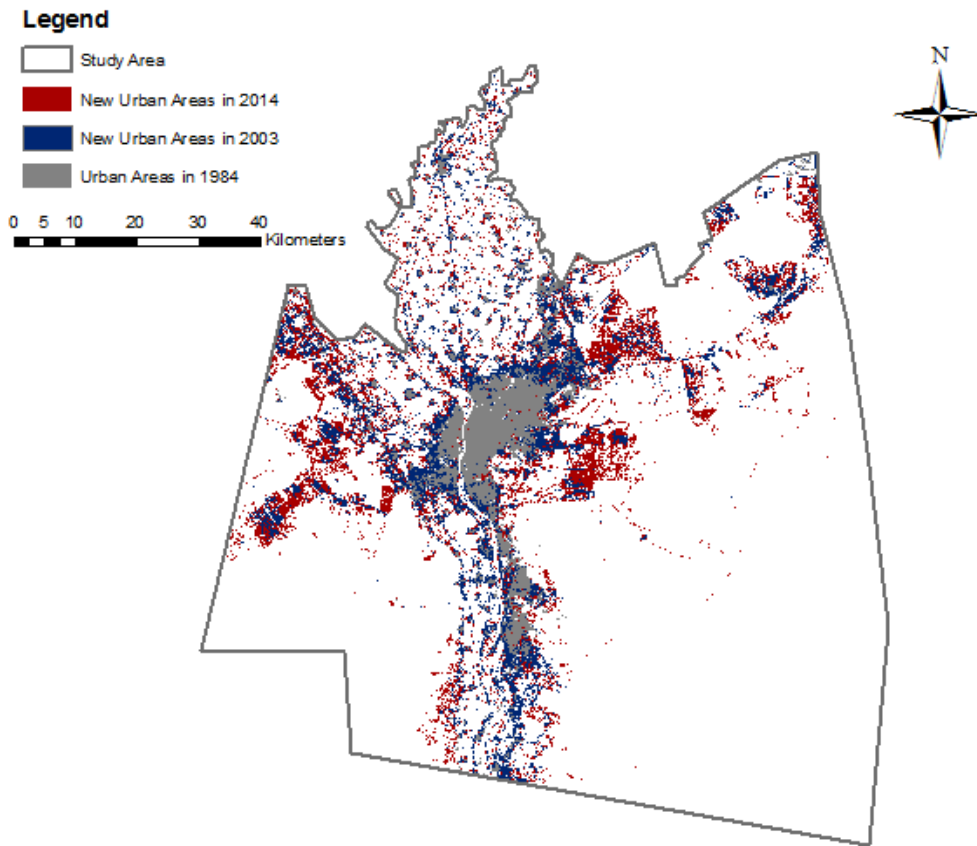 Legend
Study Area
New Urban Areas in 2014
New Urban Areas in 2003
Urban Areas in 1984
0 5 10 20 30 40
Kilometers
N